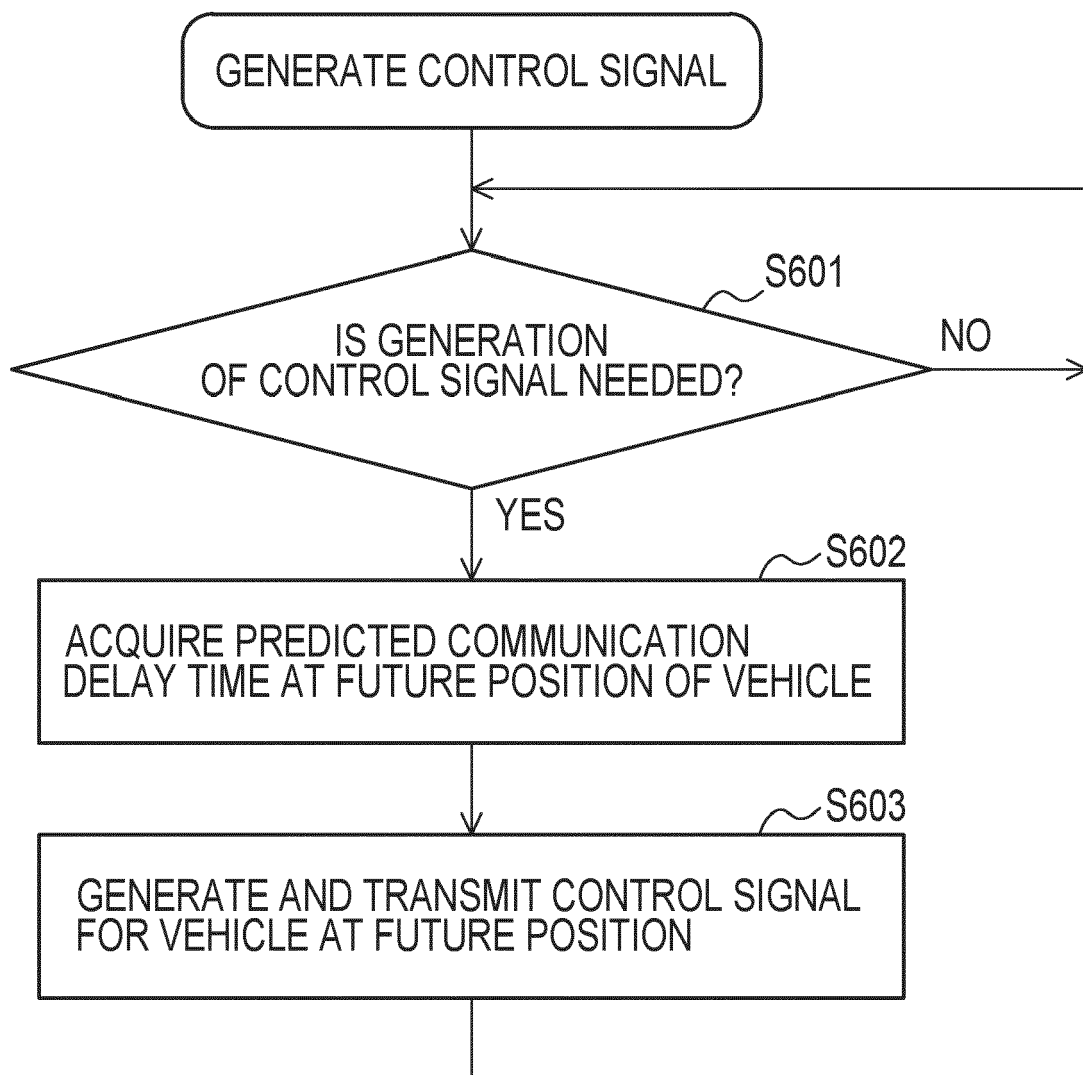 GENERATE CONTROL SIGNAL
S601
IS GENERATION
OF CONTROL SIGNAL NEEDED?
NO
YES
S602
ACQUIRE PREDICTED COMMUNICATION
DELAY TIME AT FUTURE POSITION OF VEHICLE
S603
GENERATE AND TRANSMIT CONTROL SIGNAL
FOR VEHICLE AT FUTURE POSITION